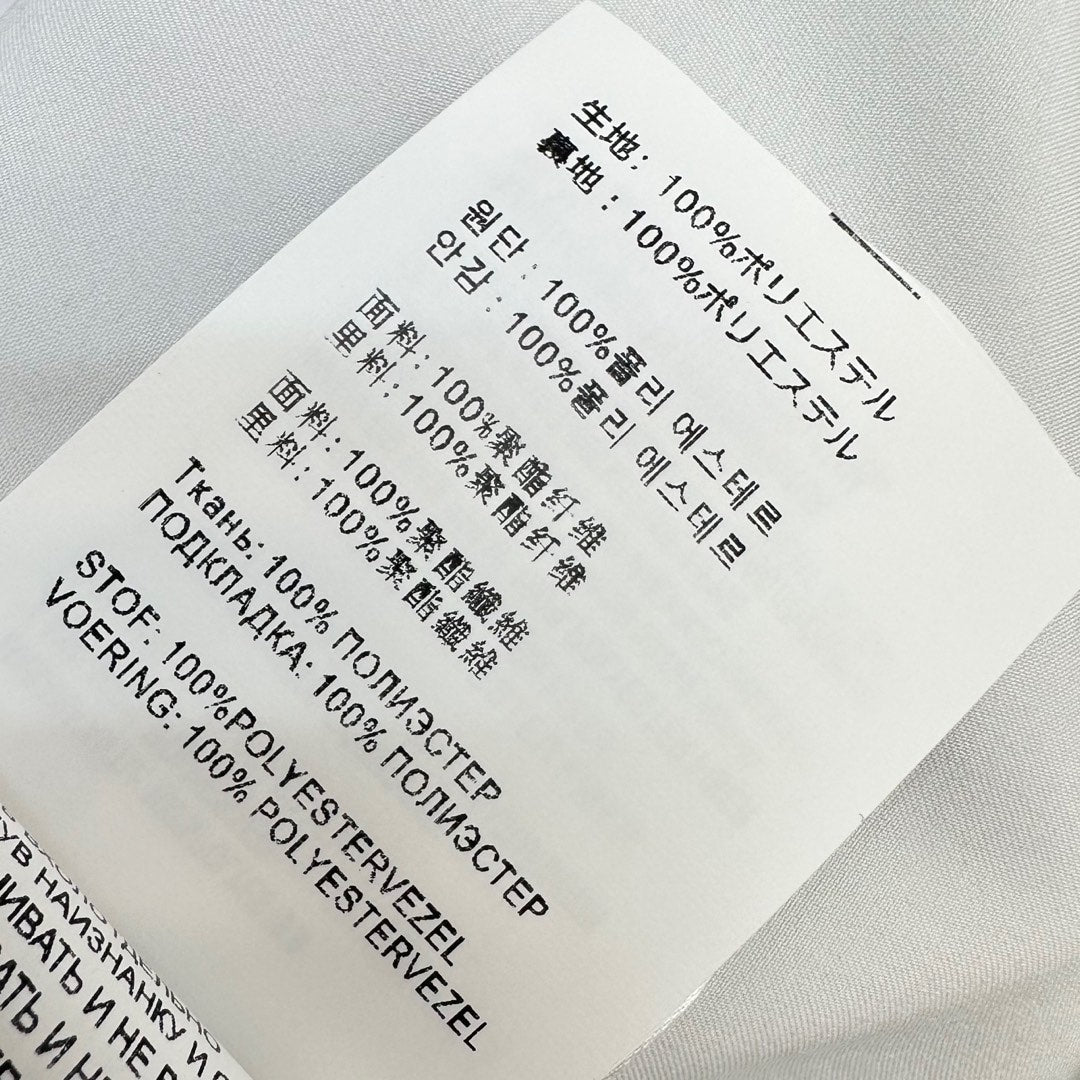 生地: 100%ポリエステル
裏地: 100%ポリエステル
원단: 100%폴리 에스테르
안감: 100%폴리 에스테르
面料: 100%聚酯纤维
里料: 100%聚酯纤维
面料: 100%聚酯纖維
里料: 100%聚酯纖維
Ткань: 100% ПОЛИЭСТЕР
ПОДКЛАДКА: 100% ПОЛИЭСТЕР
STOF: 100%POLYESTERVEZEL
VOERING: 100% POLYESTERVEZEL
НАИЗНАНКУ И
И НЕ
И